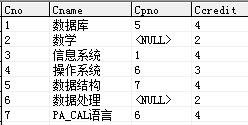 Cno Cname Cpno Ccredit
1 数据库 5 4
2 数学 <NULL> 2
3 信息系统 1 4
4 操作系统 6 3
5 数据结构 7 4
6 数据处理 <NULL> 2
7 PA_CAL语言 6 4